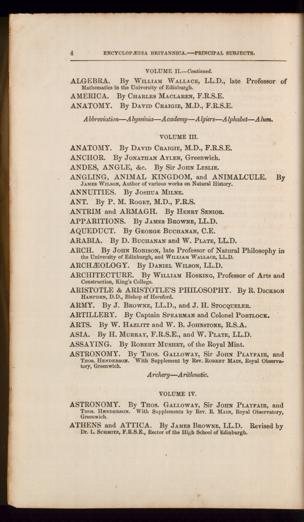 4 ENCYCLOPÆDIA BRITANNICA.—PRINCIPAL SUBJECTS.
VOLUME II.—Continued.
ALGEBRA. By WILLIAM WALLACE, LL.D., late Professor of
Mathematics in the University of Edinburgh.
AMERICA. By CHARLES MACLAREN, F.R.S.E.
ANATOMY. By DAVID CRAIGIE, M.D., F.R.S.E.
Abbreviation—Abyssinia—Academy—Algiers—Alphabet—Alum.
VOLUME III.
ANATOMY. By DAVID CRAIGIE, M.D., F.R.S.E.
ANCHOR. By JONATHAN AYLEN, Greenwich.
ANDES, ANGLE, &c. By SIR JOHN LESLIE.
ANGLING, ANIMAL KINGDOM, and ANIMALCULE. By
JAMES WILSON, Author of various works on Natural History.
ANNUITIES. By JOSHUA MILNE.
ANT. By P. M. ROGET, M.D., F.R.S.
ANTRIM and ARMAGH. By HENRY SENIOR.
APPARITIONS. By JAMES BROWNE, LL.D.
AQUEDUCT. By GEORGE BUCHANAN, C.E.
ARABIA. By D. BUCHANAN and W. PLATE, LL.D.
ARCH. By JOHN ROBISON, late Professor of Natural Philosophy in
the University of Edinburgh, and WILLIAM WALLACE, LL.D.
ARCHÆOLOGY. By DANIEL WILSON, LL.D.
ARCHITECTURE. By WILLIAM HOSKING, Professor of Arts and
Construction, King's College.
ARISTOTLE & ARISTOTLE'S PHILOSOPHY. By R. DICKSON
HAMPDEN, D.D., Bishop of Hereford.
ARMY. By J. BROWNE, LL.D., and J. H. STOCQUELER.
ARTILLERY. By Captain SPEARMAN and Colonel PORTLOCK.
ARTS. By W. HAZLITT and W. B. JOHNSTONE, R.S.A.
ASIA. By H. MURRAY, F.R.S.E., and W. PLATE, LL.D.
ASSAYING. By ROBERT MUSHET, of the Royal Mint.
ASTRONOMY. By THOS. GALLOWAY, Sir JOHN PLAYFAIR, and
THOS. HENDERSON. With Supplement by Rev. ROBERT MAIN, Royal Observa-
tory, Greenwich.
Archery—Arithmetic.
VOLUME IV.
ASTRONOMY. By THOS. GALLOWAY, Sir JOHN PLAYFAIR, and
THOS. HENDERSON. With Supplements by Rev. R. MAIN, Royal Observatory,
Greenwich.
ATHENS and ATTICA. By JAMES BROWNE, LL.D. Revised by
Dr. L. SCHMITZ, F.R.S.E., Rector of the High School of Edinburgh.